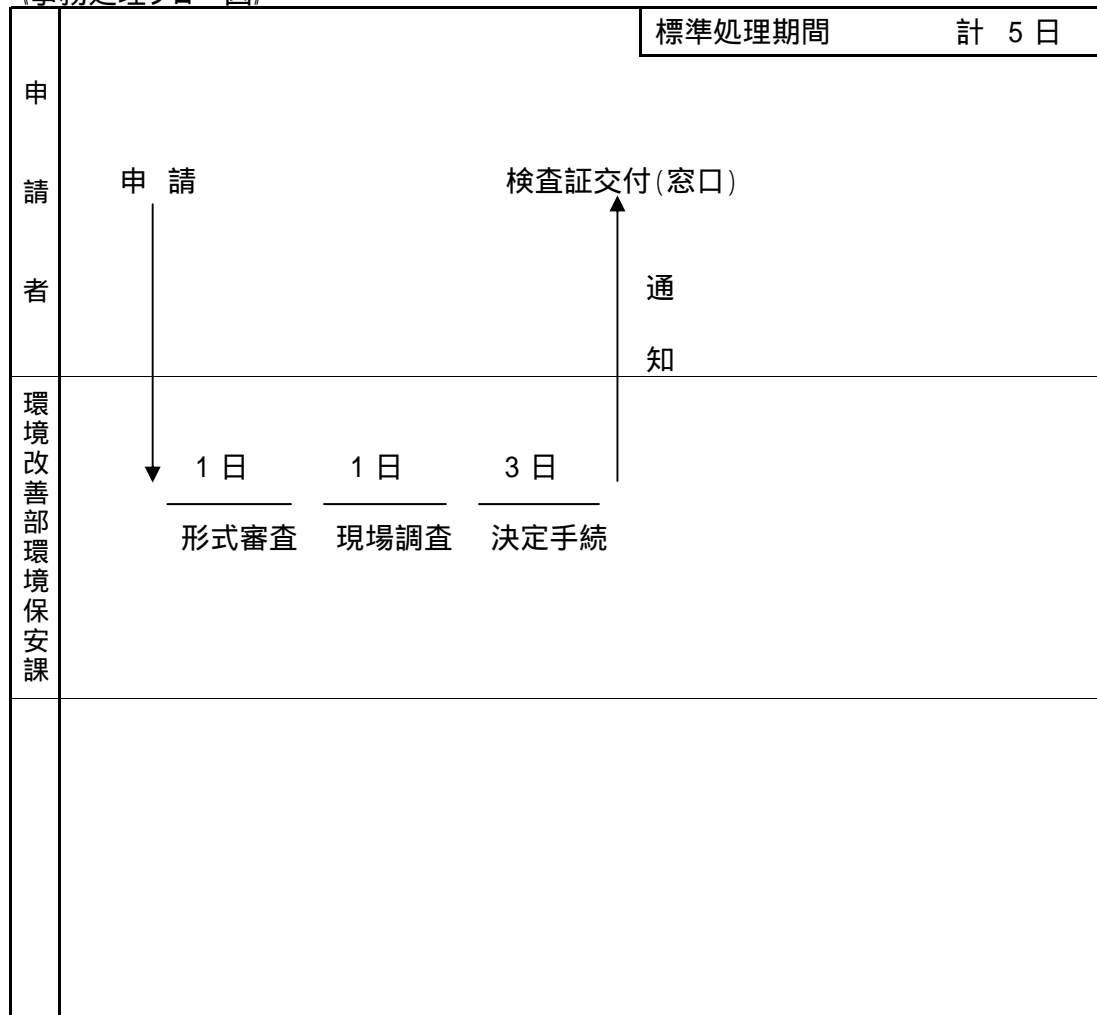 標準処理期間 計 5日
申請者
申 請
検査証交付(窓口)
通知
環境改善部環境保安課
1日 1日 3日
形式審査 現場調査 決定手続